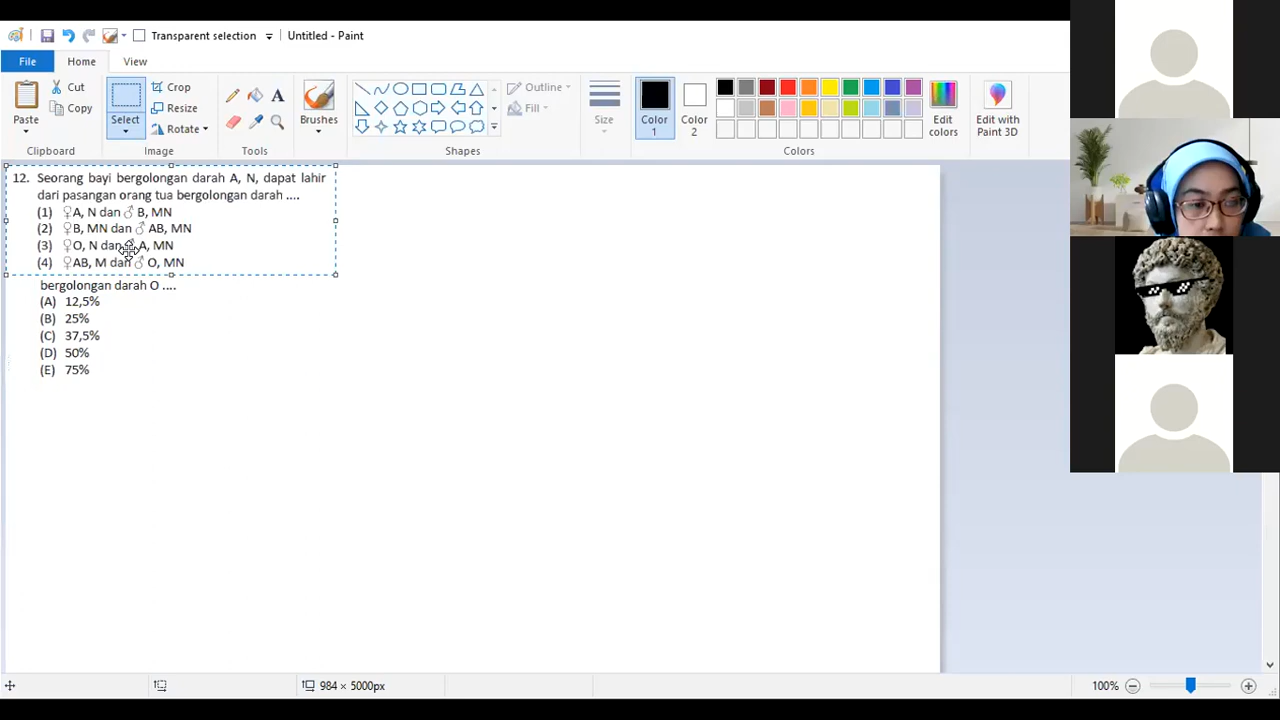 Transparent selection
Untitled - Paint
File
Home
View
Paste
Cut
Copy
Clipboard
Select
Crop
Resize
Rotate
Image
Tools
Brushes
Shapes
Outline
Fill
Size
Color 1
Color 2
Edit colors
Edit with Paint 3D
Colors
12. Seorang bayi bergolongan darah A, N, dapat lahir
dari pasangan orang tua bergolongan darah ....
(1) ♀A, N dan ♂ B, MN
(2) ♀B, MN dan ♂ AB, MN
(3) ♀O, N dan ♂ A, MN
(4) ♀AB, M dan ♂ O, MN
bergolongan darah O ....
(A) 12,5%
(B) 25%
(C) 37,5%
(D) 50%
(E) 75%
984 × 5000px
100%